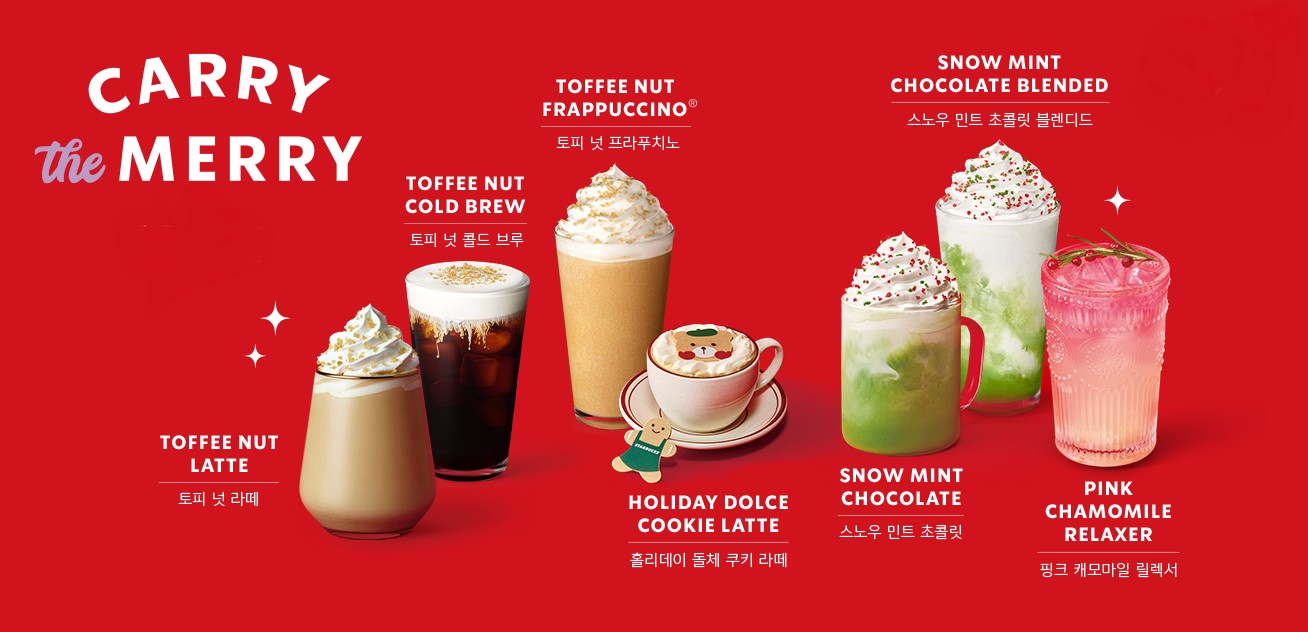 CARRY
the MERRY
TOFFEE NUT
LATTE
토피 넛 라떼
TOFFEE NUT
COLD BREW
토피 넛 콜드 브루
TOFFEE NUT
FRAPPUCCINO®
토피 넛 프라푸치노
STARBUCKS
HOLIDAY DOLCE
COOKIE LATTE
홀리데이 돌체 쿠키 라떼
SNOW MINT
CHOCOLATE
스노우 민트 초콜릿
SNOW MINT
CHOCOLATE BLENDED
스노우 민트 초콜릿 블렌디드
PINK
CHAMOMILE
RELAXER
핑크 캐모마일 릴렉서